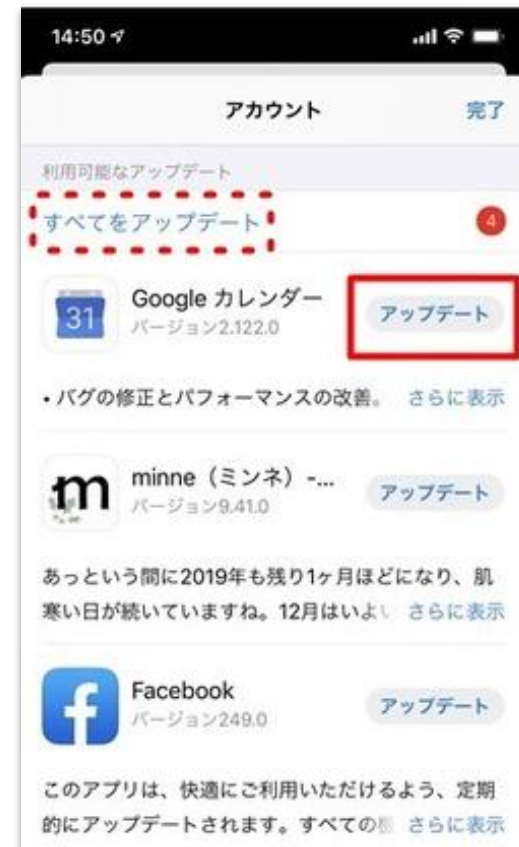 14:50
アカウント
完了
利用可能なアップデート
すべてをアップデート
4
31
Google カレンダー
バージョン2.122.0
アップデート
• バグの修正とパフォーマンスの改善。 さらに表示
m
minne（ミンネ）-...
バージョン9.41.0
アップデート
あっという間に2019年も残り1ヶ月ほどになり、肌
寒い日が続いていますね。12月はいよい さらに表示
f
Facebook
バージョン249.0
アップデート
このアプリは、快適にご利用いただけるよう、定期
的にアップデートされます。すべての さらに表示